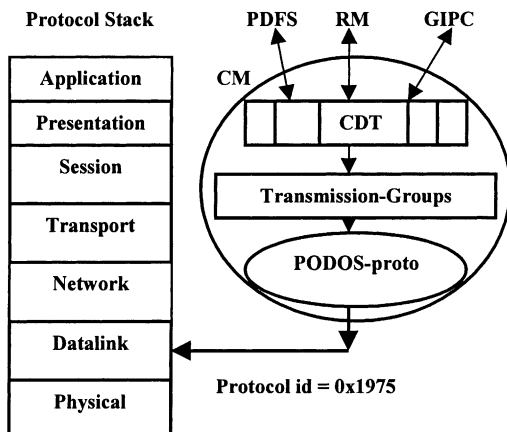 Protocol Stack
Application
Presentation
Session
Transport
Network
Datalink
Physical
PDFS RM GIPC
CM
CDT
Transmission-Groups
PODOS-proto
Protocol id = 0x1975